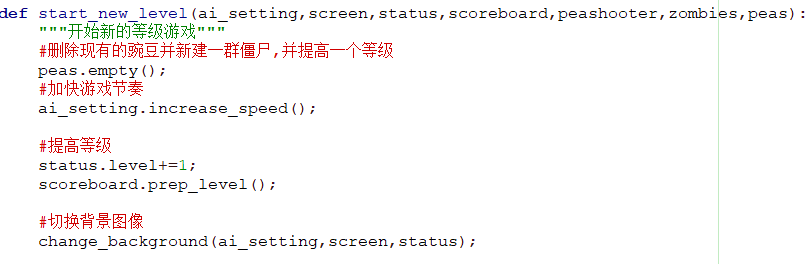 def start_new_level(ai_setting,screen,status,scoreboard,peashooter,zombies,peas):
"""开始新的等级游戏"""
#删除现有的豌豆并新建一群僵尸,并提高一个等级
peas.empty();
#加快游戏节奏
ai_setting.increase_speed();
#提高等级
status.level+=1;
scoreboard.prep_level();
#切换背景图像
change_background(ai_setting,screen,status);